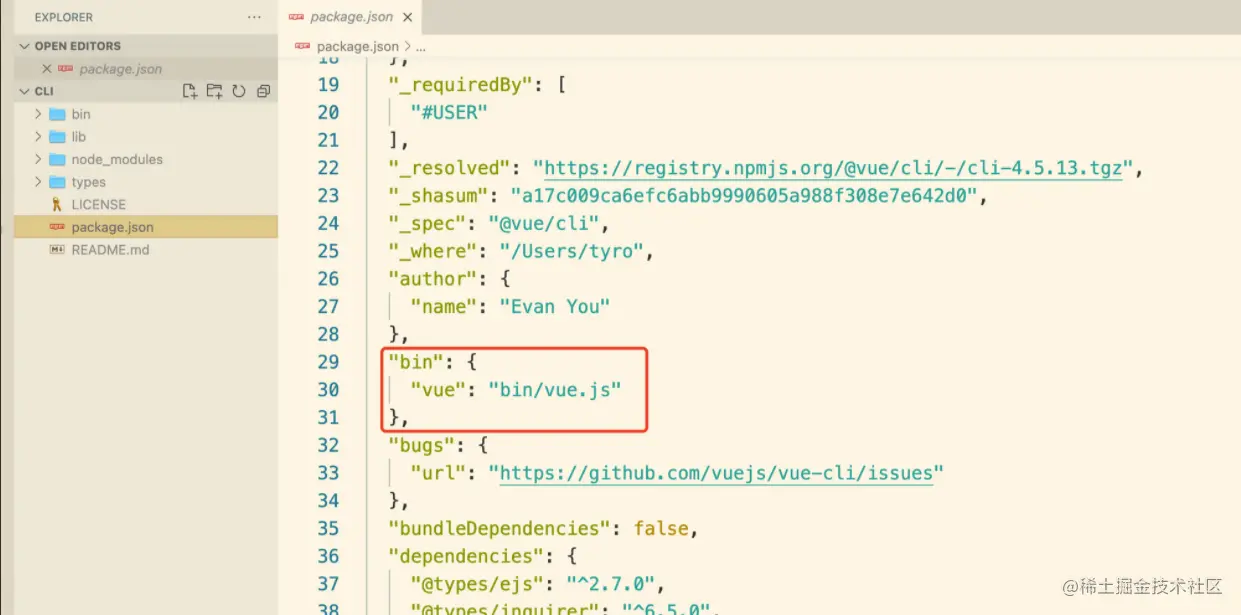 EXPLORER
package.json
OPEN EDITORS
package.json
CLI
bin
lib
node_modules
types
LICENSE
package.json
README.md
package.json > ...
18 },
19 "_requiredBy": [
20 "#USER"
21 ],
22 "_resolved": "https://registry.npmjs.org/@vue/cli/-/cli-4.5.13.tgz",
23 "_shasum": "a17c009ca6efc6abb9990605a988f308e7e642d0",
24 "_spec": "@vue/cli",
25 "_where": "/Users/tyro",
26 "author": {
27 "name": "Evan You"
28 },
29 "bin": {
30 "vue": "bin/vue.js"
31 },
32 "bugs": {
33 "url": "https://github.com/vuejs/vue-cli/issues"
34 },
35 "bundleDependencies": false,
36 "dependencies": {
37 "@types/ejs": "^2.7.0",
38 "@types/inquirer": "^6.5.0",
@稀土掘金技术社区